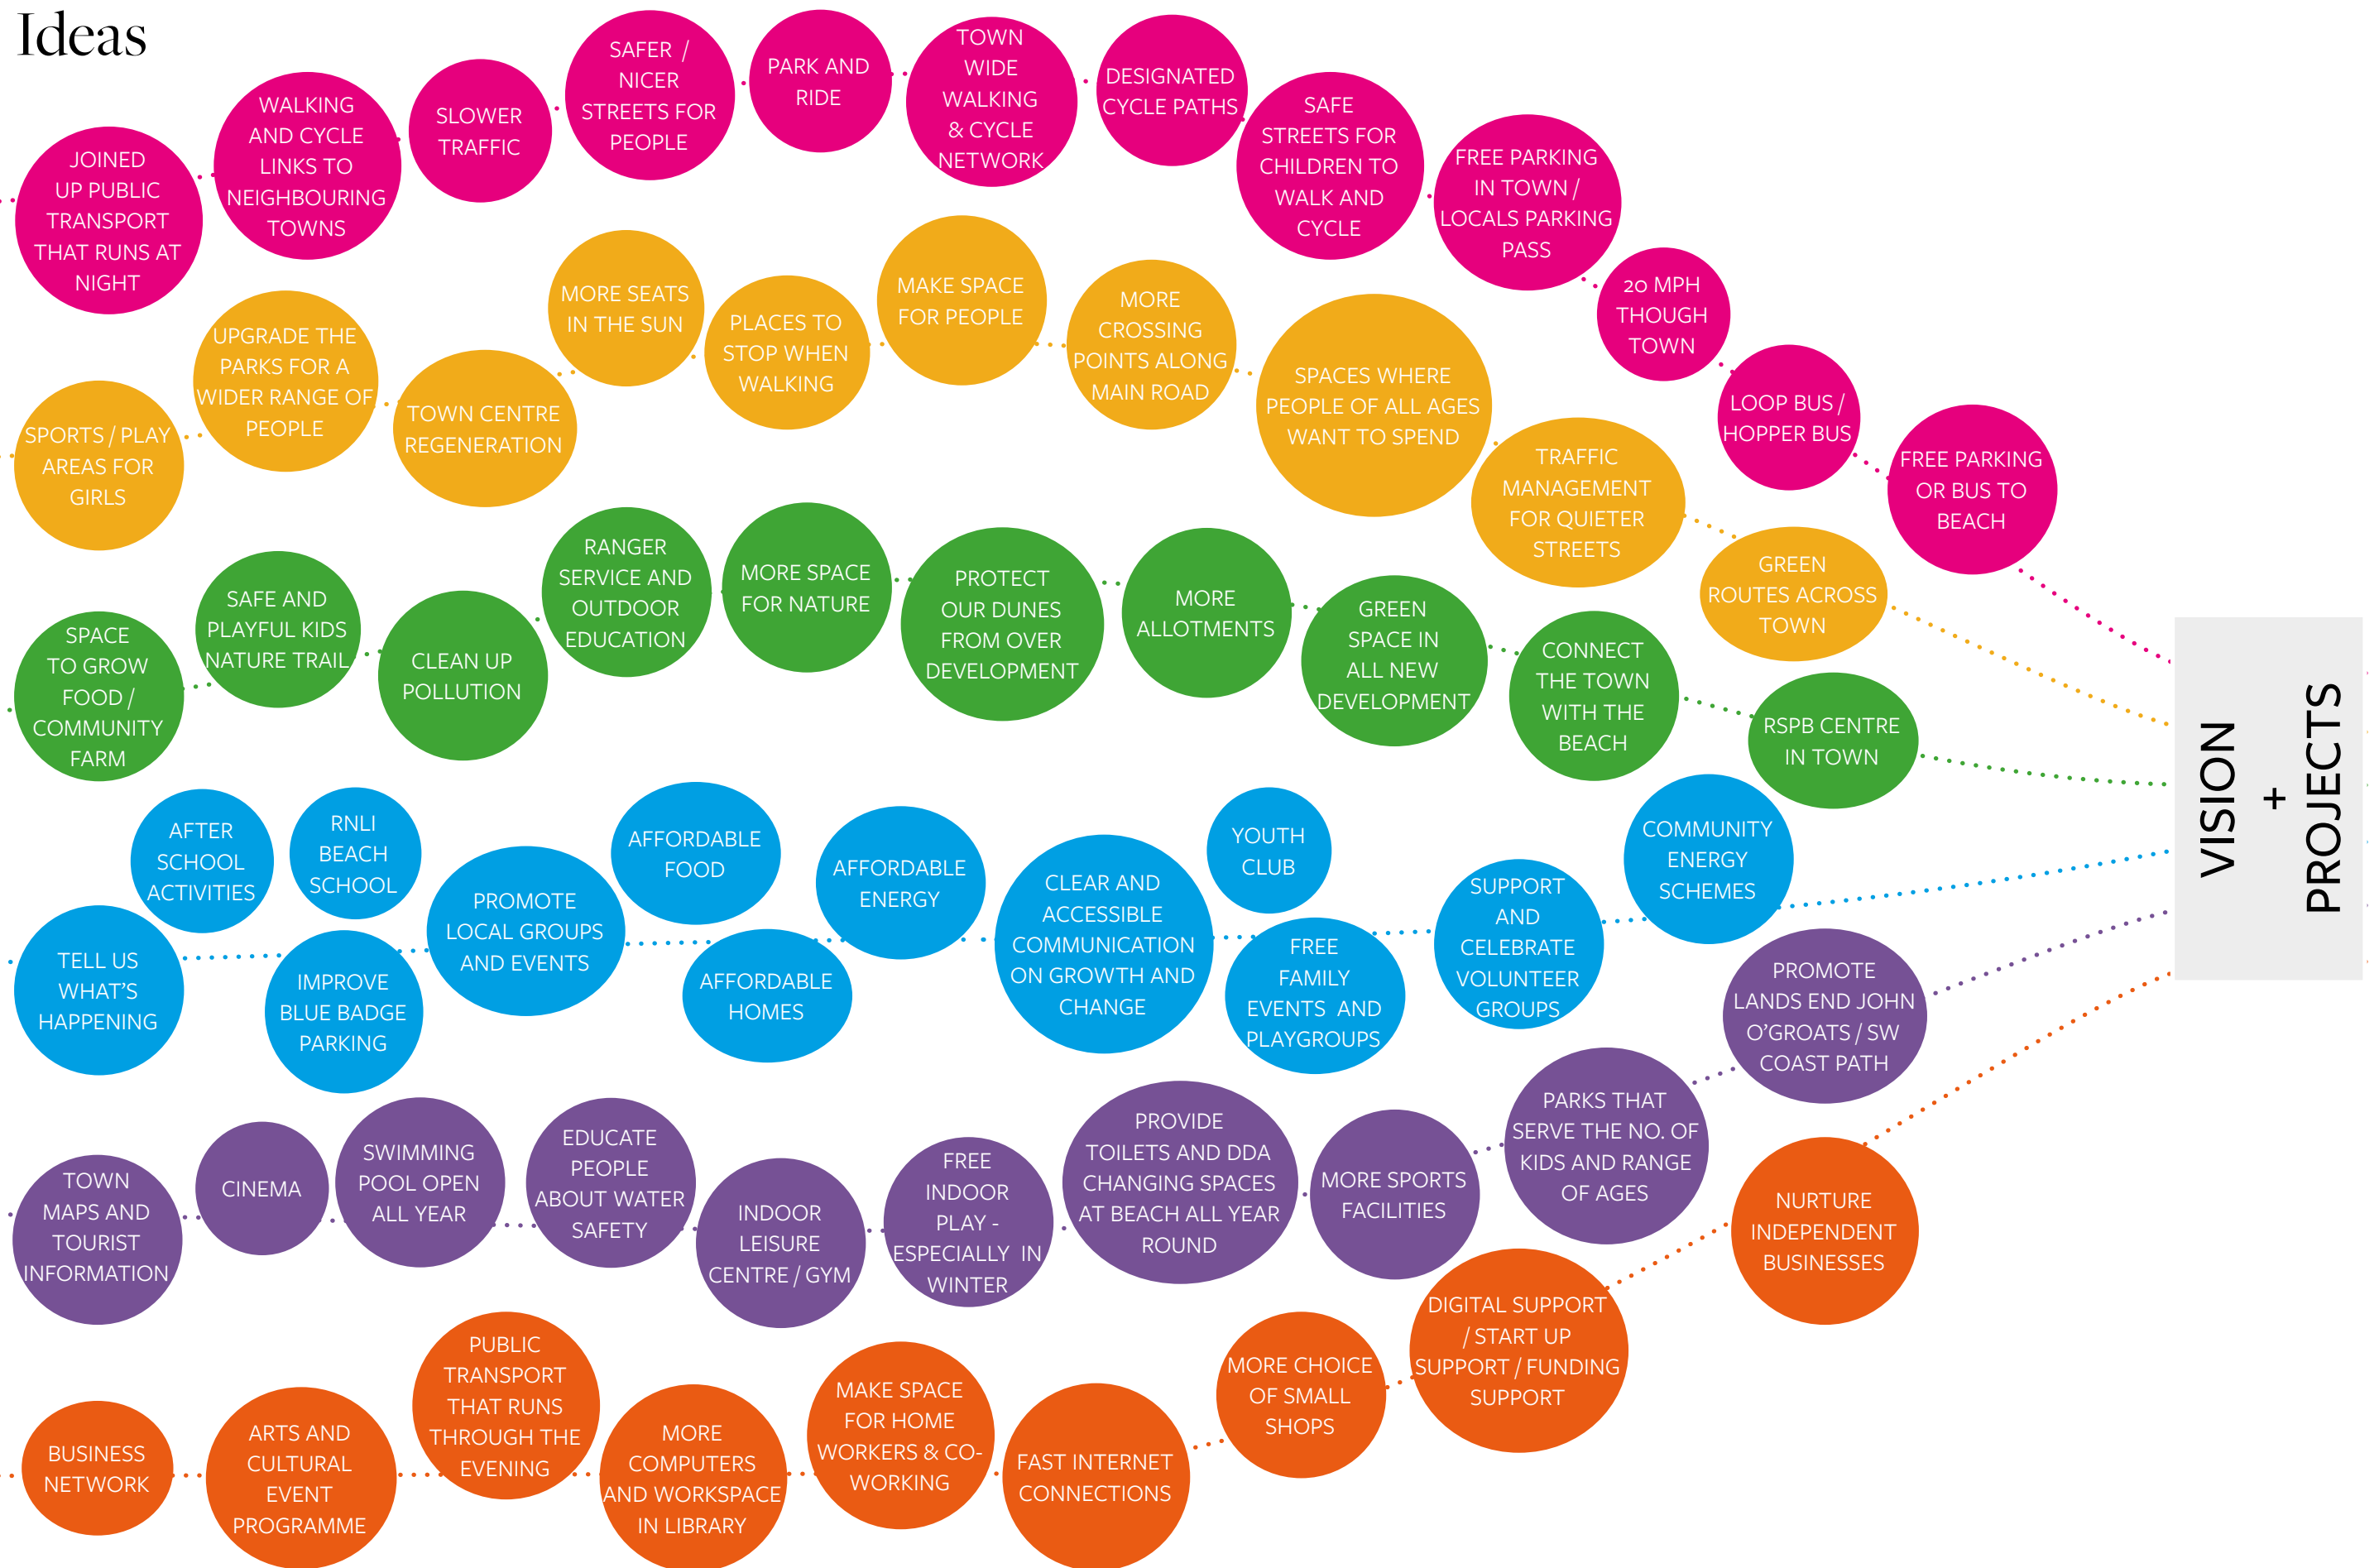 Ideas
JOINED
UP PUBLIC
TRANSPORT
THAT RUNS AT
NIGHT
WALKING
AND CYCLE
LINKS TO
NEIGHBOURING
TOWNS
SLOWER
TRAFFIC
SAFER /
NICER
STREETS FOR
PEOPLE
PARK AND
RIDE
TOWN
WIDE
WALKING
& CYCLE
NETWORK
DESIGNATED
CYCLE PATHS
SAFE
STREETS FOR
CHILDREN TO
WALK AND
CYCLE
FREE PARKING
IN TOWN /
LOCALS PARKING
PASS
20 MPH
THOUGH
TOWN
LOOP BUS /
HOPPER BUS
FREE PARKING
OR BUS TO
BEACH
SPORTS / PLAY
AREAS FOR
GIRLS
UPGRADE THE
PARKS FOR A
WIDER RANGE OF
PEOPLE
TOWN CENTRE
REGENERATION
MORE SEATS
IN THE SUN
PLACES TO
STOP WHEN
WALKING
MAKE SPACE
FOR PEOPLE
MORE
CROSSING
POINTS ALONG
MAIN ROAD
SPACES WHERE
PEOPLE OF ALL AGES
WANT TO SPEND
TRAFFIC
MANAGEMENT
FOR QUIETER
STREETS
GREEN
ROUTES ACROSS
TOWN
SPACE
TO GROW
FOOD /
COMMUNITY
FARM
SAFE AND
PLAYFUL KIDS
NATURE TRAIL
CLEAN UP
POLLUTION
RANGER
SERVICE AND
OUTDOOR
EDUCATION
MORE SPACE
FOR NATURE
PROTECT
OUR DUNES
FROM OVER
DEVELOPMENT
MORE
ALLOTMENTS
GREEN
SPACE IN
ALL NEW
DEVELOPMENT
CONNECT
THE TOWN
WITH THE
BEACH
RSPB CENTRE
IN TOWN
TELL US
WHAT'S
HAPPENING
AFTER
SCHOOL
ACTIVITIES
RNLI
BEACH
SCHOOL
IMPROVE
BLUE BADGE
PARKING
PROMOTE
LOCAL GROUPS
AND EVENTS
AFFORDABLE
FOOD
AFFORDABLE
HOMES
AFFORDABLE
ENERGY
CLEAR AND
ACCESSIBLE
COMMUNICATION
ON GROWTH AND
CHANGE
YOUTH
CLUB
FREE
FAMILY
EVENTS AND
PLAYGROUPS
SUPPORT
AND
CELEBRATE
VOLUNTEER
GROUPS
COMMUNITY
ENERGY
SCHEMES
TOWN
MAPS AND
TOURIST
INFORMATION
CINEMA
SWIMMING
POOL OPEN
ALL YEAR
EDUCATE
PEOPLE
ABOUT WATER
SAFETY
INDOOR
LEISURE
CENTRE / GYM
FREE
INDOOR
PLAY -
ESPECIALLY IN
WINTER
PROVIDE
TOILETS AND DDA
CHANGING SPACES
AT BEACH ALL YEAR
ROUND
MORE SPORTS
FACILITIES
PARKS THAT
SERVE THE NO. OF
KIDS AND RANGE
OF AGES
PROMOTE
LANDS END JOHN
O'GROATS / SW
COAST PATH
BUSINESS
NETWORK
ARTS AND
CULTURAL
EVENT
PROGRAMME
PUBLIC
TRANSPORT
THAT RUNS
THROUGH THE
EVENING
MORE
COMPUTERS
AND WORKSPACE
IN LIBRARY
MAKE SPACE
FOR HOME
WORKERS & CO-
WORKING
FAST INTERNET
CONNECTIONS
MORE CHOICE
OF SMALL
SHOPS
DIGITAL SUPPORT
/ START UP
SUPPORT / FUNDING
SUPPORT
NURTURE
INDEPENDENT
BUSINESSES
VISION
+
PROJECTS